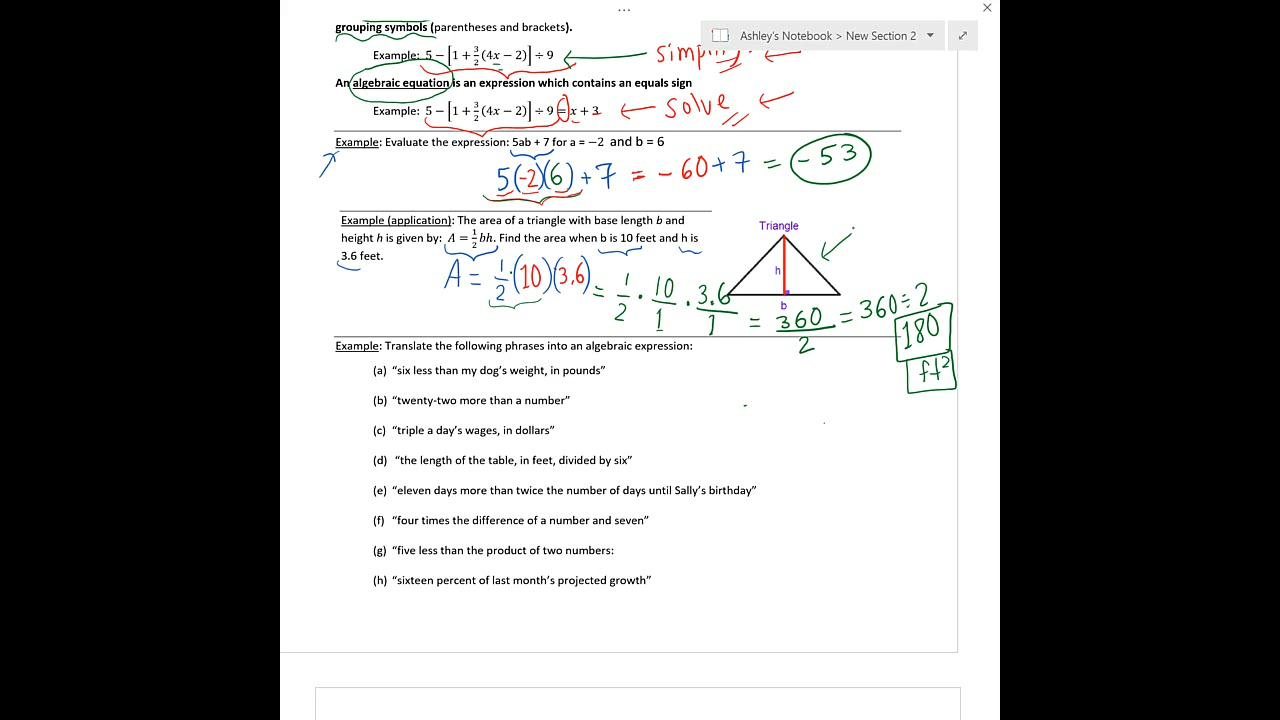 ...
Ashley's Notebook > New Section 2
grouping symbols (parentheses and brackets).
Example: 5 − [1 + 3/2 (4x − 2)] ÷ 9
An algebraic equation is an expression which contains an equals sign
Example: 5 − [1 + 3/2 (4x − 2)] ÷ 9 = x + 3
← solve ←
Example: Evaluate the expression: 5ab + 7 for a = −2 and b = 6
5(-2)(6) + 7 = -60 + 7 = -53
Example (application): The area of a triangle with base length b and
height h is given by: A = 1/2 bh. Find the area when b is 10 feet and h is
3.6 feet.
Triangle
h
b
A = 1/2 · (10)(3.6) = 1/2 · 10/1 · 3.6/1 = 360/2 = 360 ÷ 2
180
ft²
Example: Translate the following phrases into an algebraic expression:
(a) “six less than my dog’s weight, in pounds”
(b) “twenty-two more than a number”
(c) “triple a day’s wages, in dollars”
(d) “the length of the table, in feet, divided by six”
(e) “eleven days more than twice the number of days until Sally’s birthday”
(f) “four times the difference of a number and seven”
(g) “five less than the product of two numbers:
(h) “sixteen percent of last month’s projected growth”